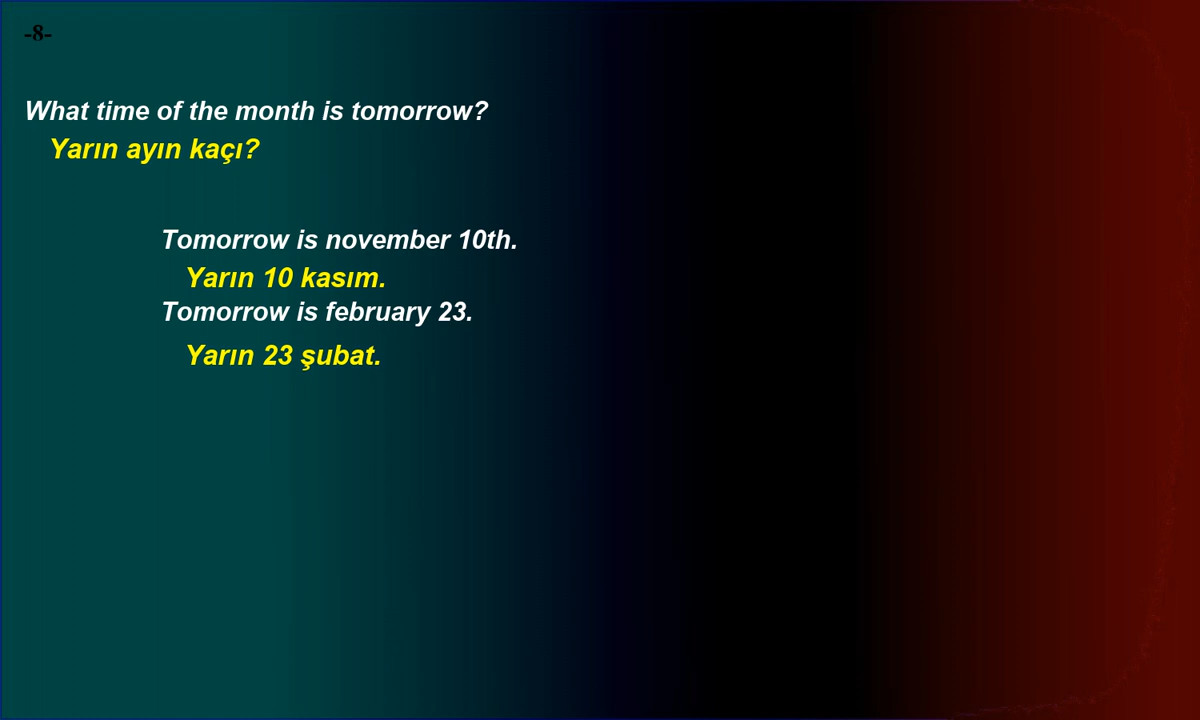 -8-
What time of the month is tomorrow?
Yarın ayın kaçı?
Tomorrow is november 10th.
Yarın 10 kasım.
Tomorrow is february 23.
Yarın 23 şubat.